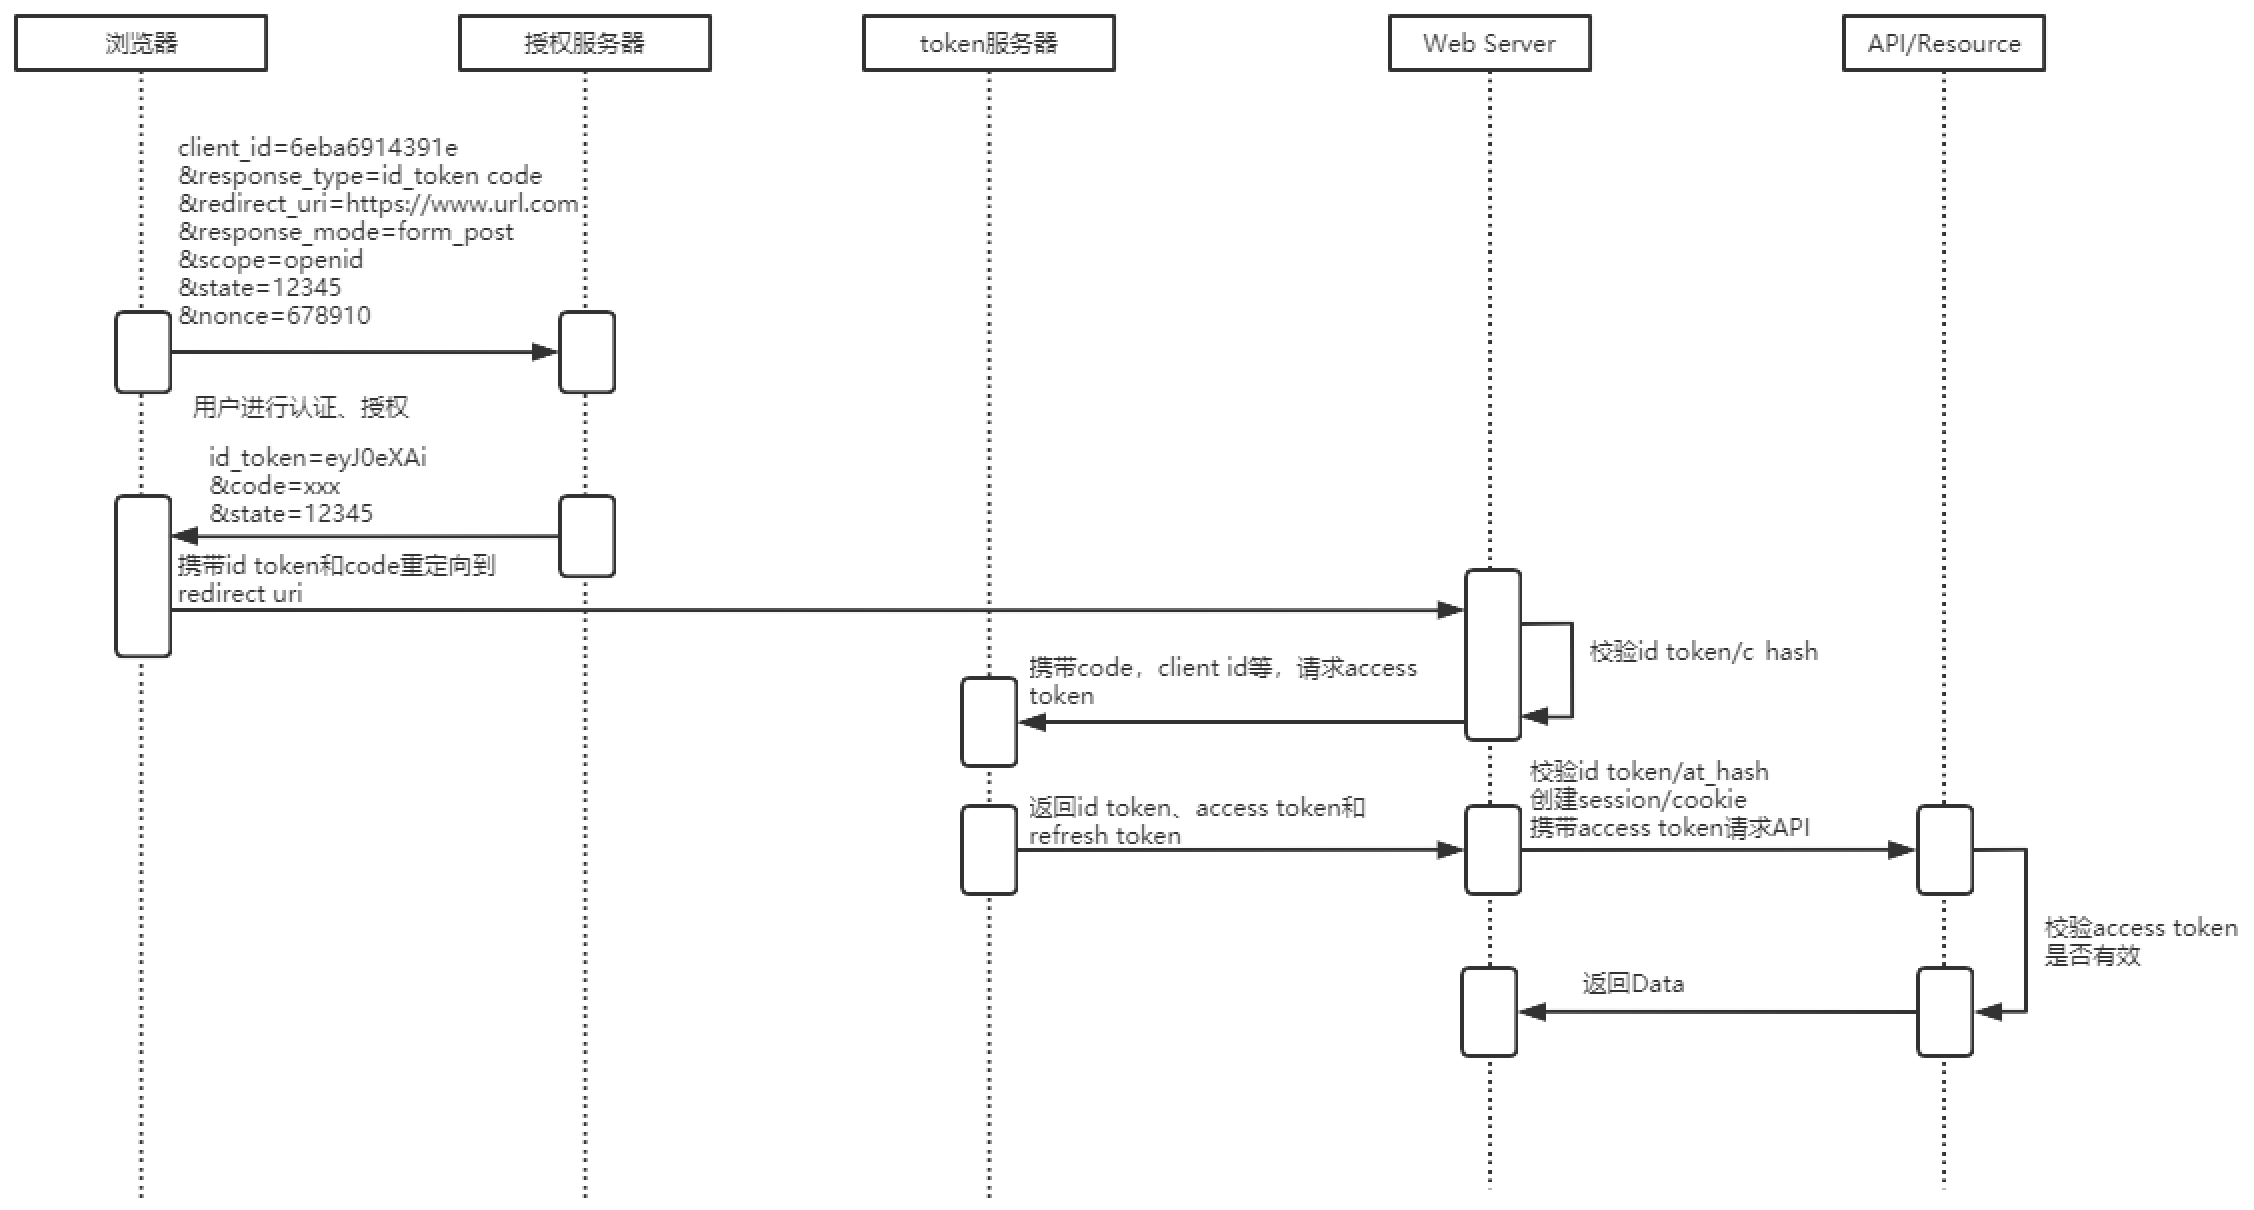 浏览器
授权服务器
token服务器
Web Server
API/Resource
client_id=6eba6914391e
&response_type=id_token code
&redirect_uri=https://www.url.com
&response_mode=form_post
&scope=openid
&state=12345
&nonce=678910
用户进行认证、授权
id_token=eyJ0eXAi
&code=xxx
&state=12345
携带id token和code重定向到
redirect uri
校验id token/c hash
携带code，client id等，请求access
token
校验id token/at_hash
创建session/cookie
携带access token请求API
返回id token、access token和
refresh token
校验access token
是否有效
返回Data